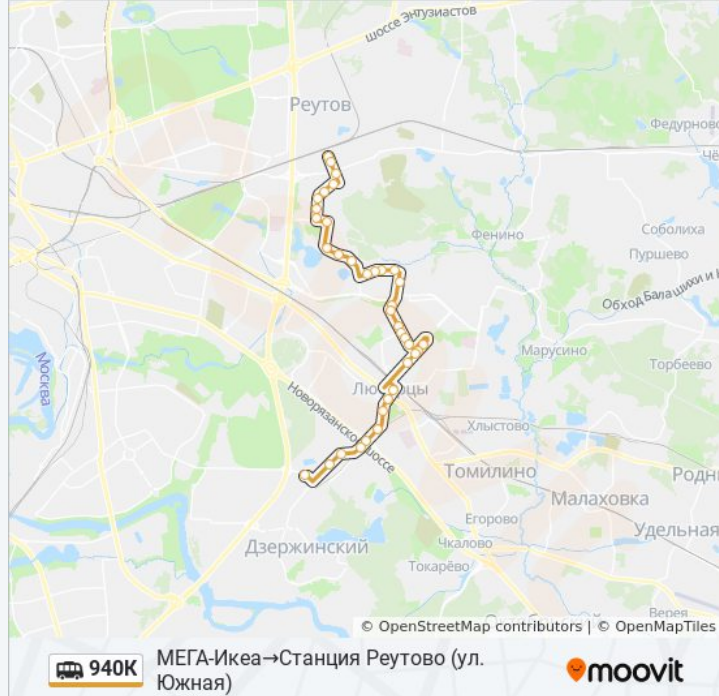 шоссе Энтузиастов
Реутов
Федурново
Фенино
Соболиха
Пуршево
Обход Балашихи и
Марусино
Торбеево
Москва
Люберцы
Новорязанское шоссе
Хлыстово
Томилино
Родни
Малаховка
Егорово
Удельная
Дзержинский
Чкалово
Токарёво
Верея
© OpenStreetMap contributors | © OpenMapTiles
940К
МЕГА-Икеа→Станция Реутово (ул.
Южная)
moovit